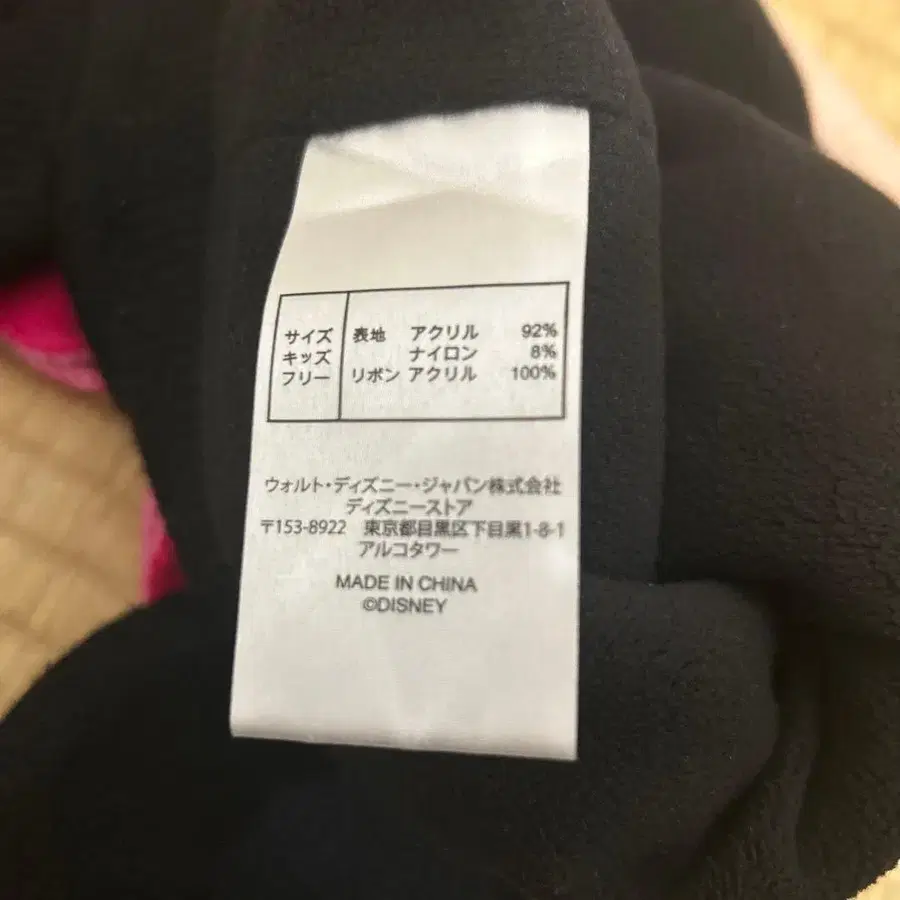 サイズ 表地 アクリル 92%
キッズ ナイロン 8%
フリー リボン アクリル 100%
ウォルト・ディズニー・ジャパン株式会社
ディズニーストア
〒153-8922 東京都目黒区下目黒1-8-1
アルコタワー
MADE IN CHINA
©DISNEY